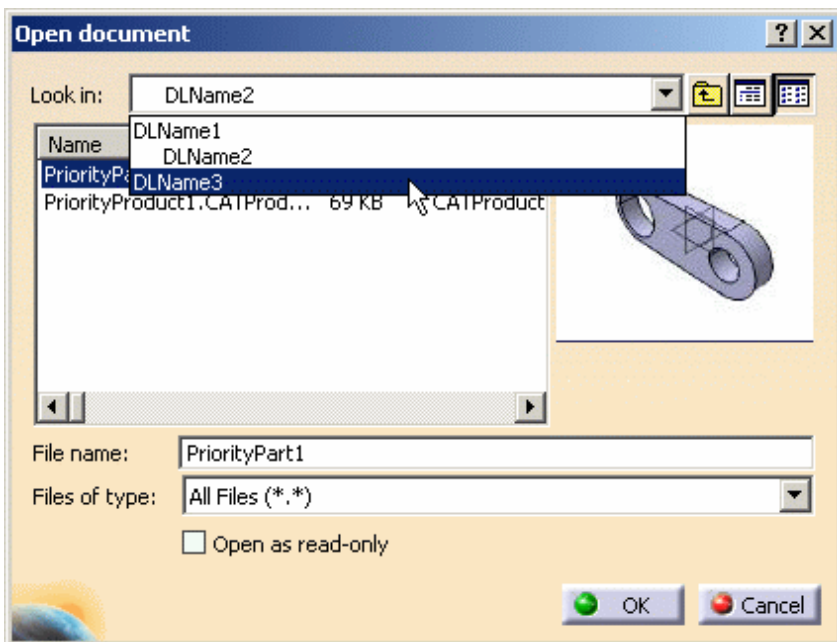 Open document
Look in: DLName2
DLName1
DLName2
DLName3
Name
PriorityPa
PriorityProduct1.CATProd... 69 KB CATProduct
File name: PriorityPart1
Files of type: All Files (*.*)
Open as read-only
OK Cancel